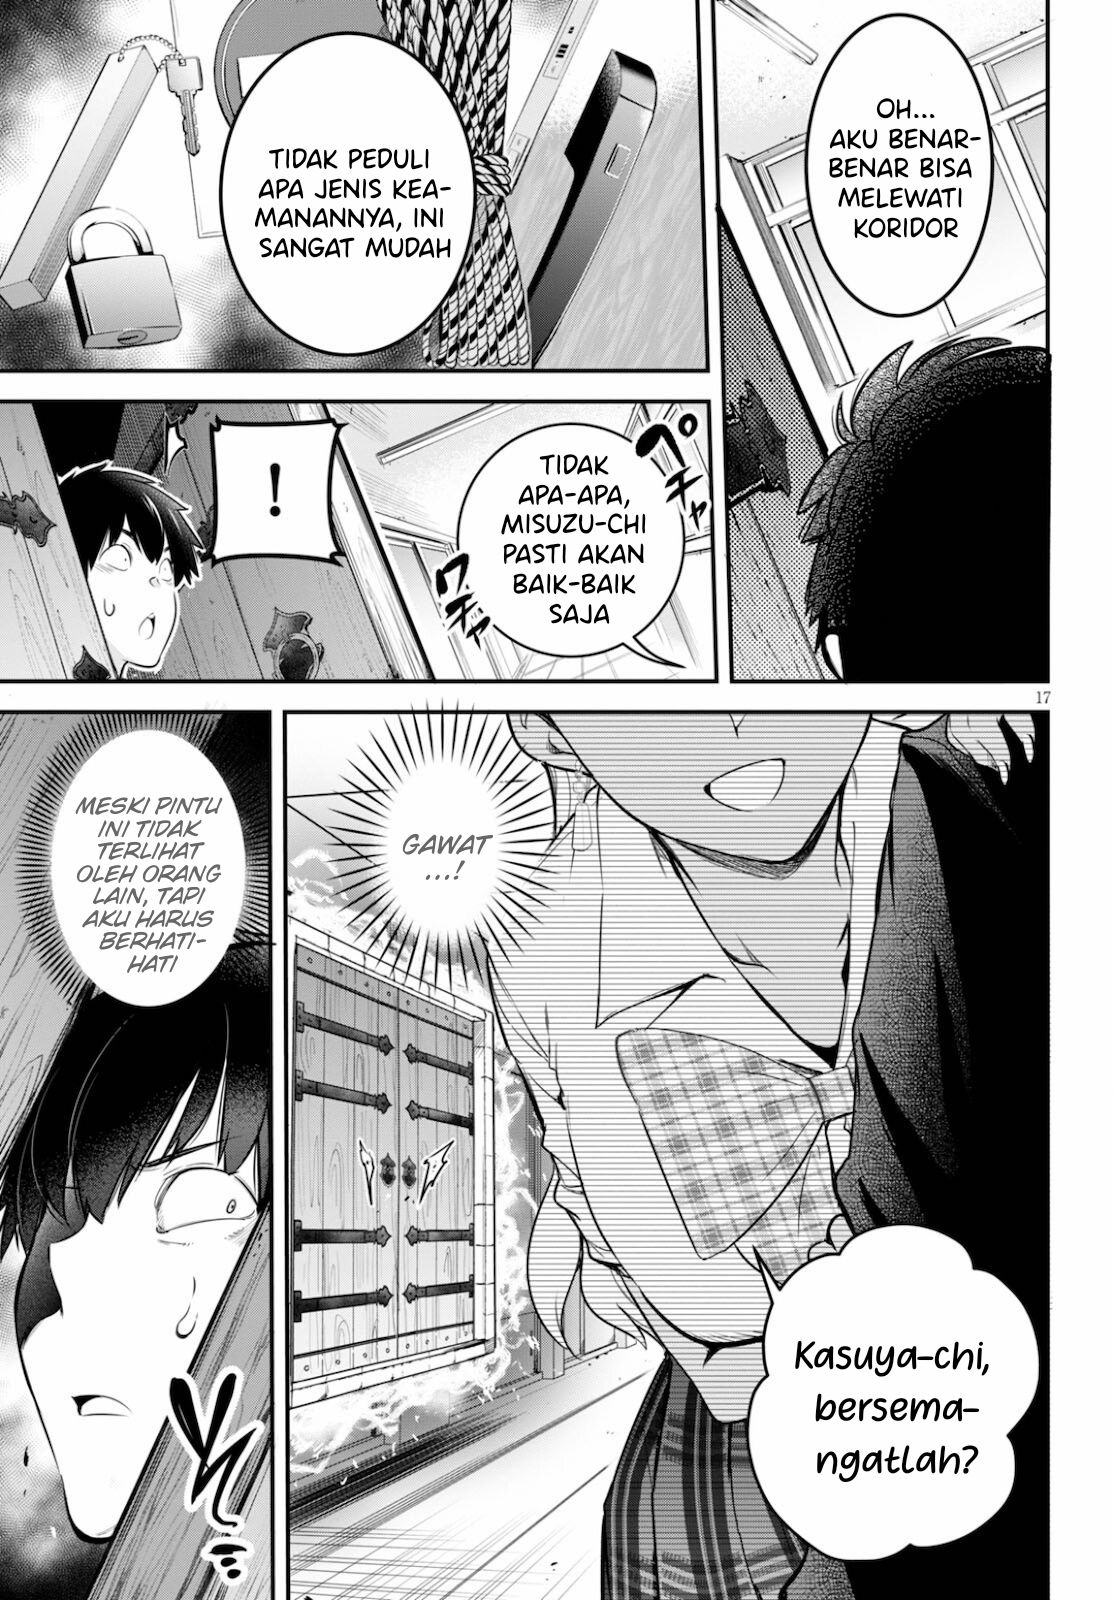 OH...
AKU BENAR-
BENAR BISA
MELEWATI
KORIDOR
TIDAK PEDULI
APA JENIS KEA-
MANANNYA, INI
SANGAT MUDAH
ペチャ
クチャ
TIDAK
APA-APA,
MISUZU-CHI
PASTI AKAN
BAIK-BAIK
SAJA
!
17
GAWAT
...!
Kasuya-chi,
bersema-
ngatlah?
MESKI PINTU
INI TIDAK
TERLIHAT
OLEH ORANG
LAIN, TAPI
AKU HARUS
BERHATI-
HATI